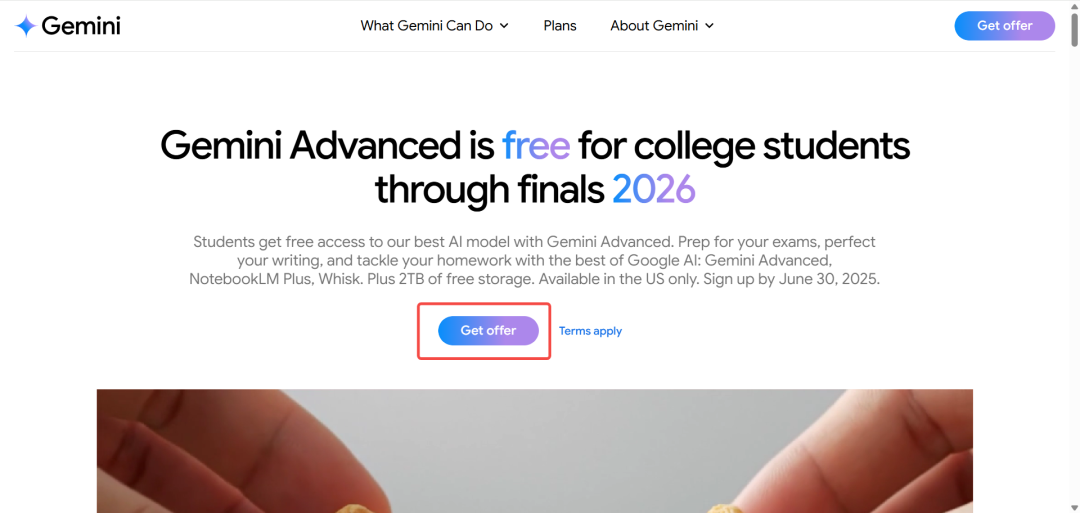 Gemini
What Gemini Can Do
Plans
About Gemini
Get offer
Gemini Advanced is free for college students
through finals 2026
Students get free access to our best AI model with Gemini Advanced. Prep for your exams, perfect
your writing, and tackle your homework with the best of Google AI: Gemini Advanced,
NotebookLM Plus, Whisk. Plus 2TB of free storage. Available in the US only. Sign up by June 30, 2025.
Get offer
Terms apply